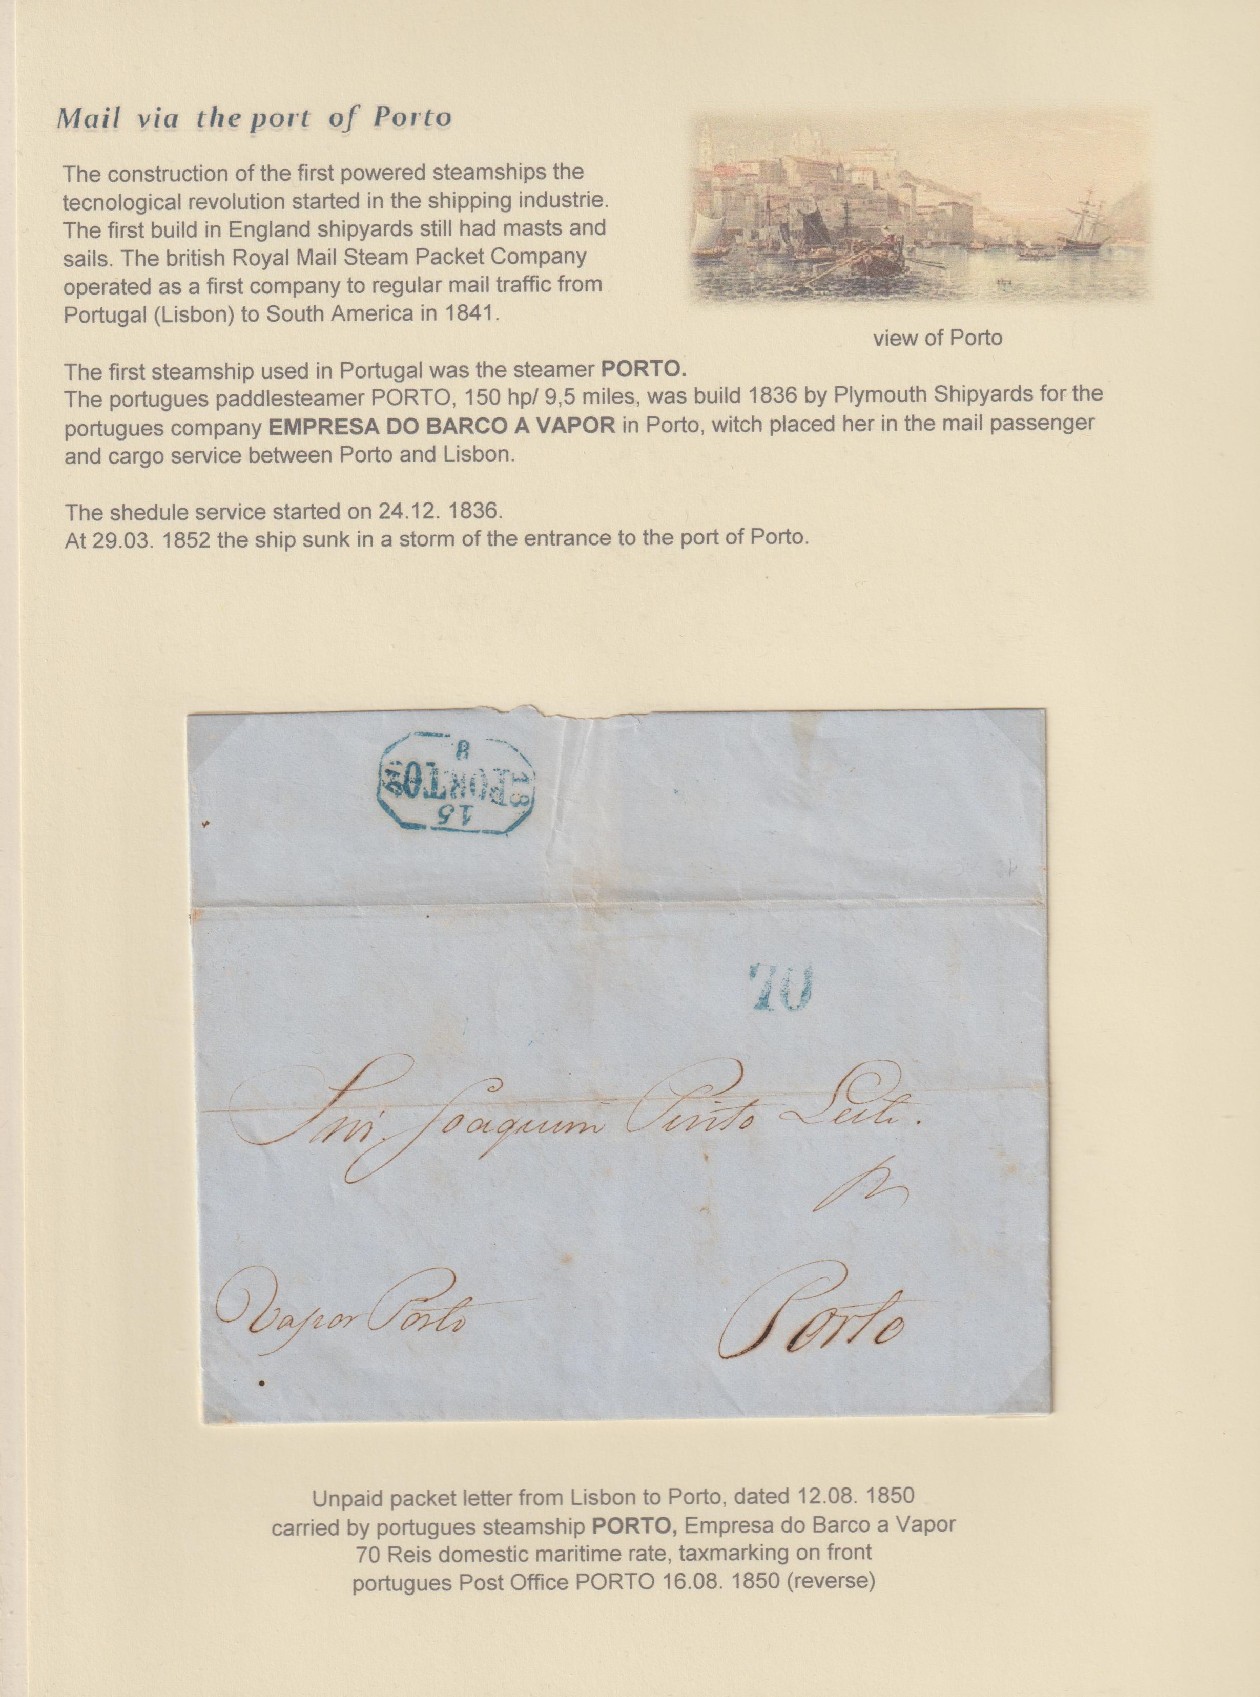 Mail via the port of Porto
The construction of the first powered steamships the
tecnological revolution started in the shipping industrie.
The first build in England shipyards still had masts and
sails. The british Royal Mail Steam Packet Company
operated as a first company to regular mail traffic from
Portugal (Lisbon) to South America in 1841.
view of Porto
The first steamship used in Portugal was the steamer PORTO.
The portugues paddlesteamer PORTO, 150 hp/ 9,5 miles, was build 1836 by Plymouth Shipyards for the
portugues company EMPRESA DO BARCO A VAPOR in Porto, witch placed her in the mail passenger
and cargo service between Porto and Lisbon.
The shedule service started on 24.12. 1836.
At 29.03. 1852 the ship sunk in a storm of the entrance to the port of Porto.
8
18 PORTO
15
70
Joaquim Pinto Leite.
Vapor Porto
Porto
Unpaid packet letter from Lisbon to Porto, dated 12.08. 1850
carried by portugues steamship PORTO, Empresa do Barco a Vapor
70 Reis domestic maritime rate, taxmarking on front
portugues Post Office PORTO 16.08. 1850 (reverse)